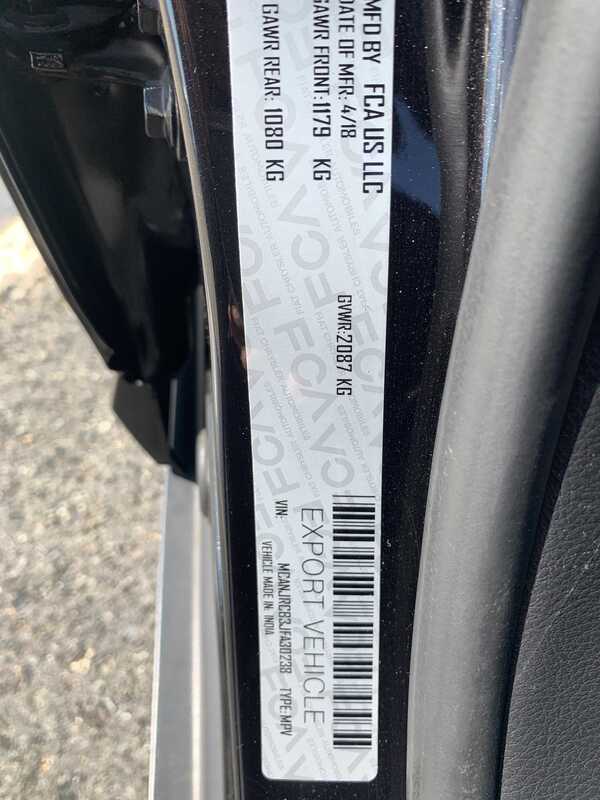 MFD BY FCA US LLC
DATE OF MFR: 4/18
GVWR:2087 KG
GAWR FRONT:1179 KG
GAWR REAR: 1080 KG
EXPORT VEHICLE
VIN: MCANJRCB3JFA30238 TYPE:MPV
VEHICLE MADE IN: INDIA